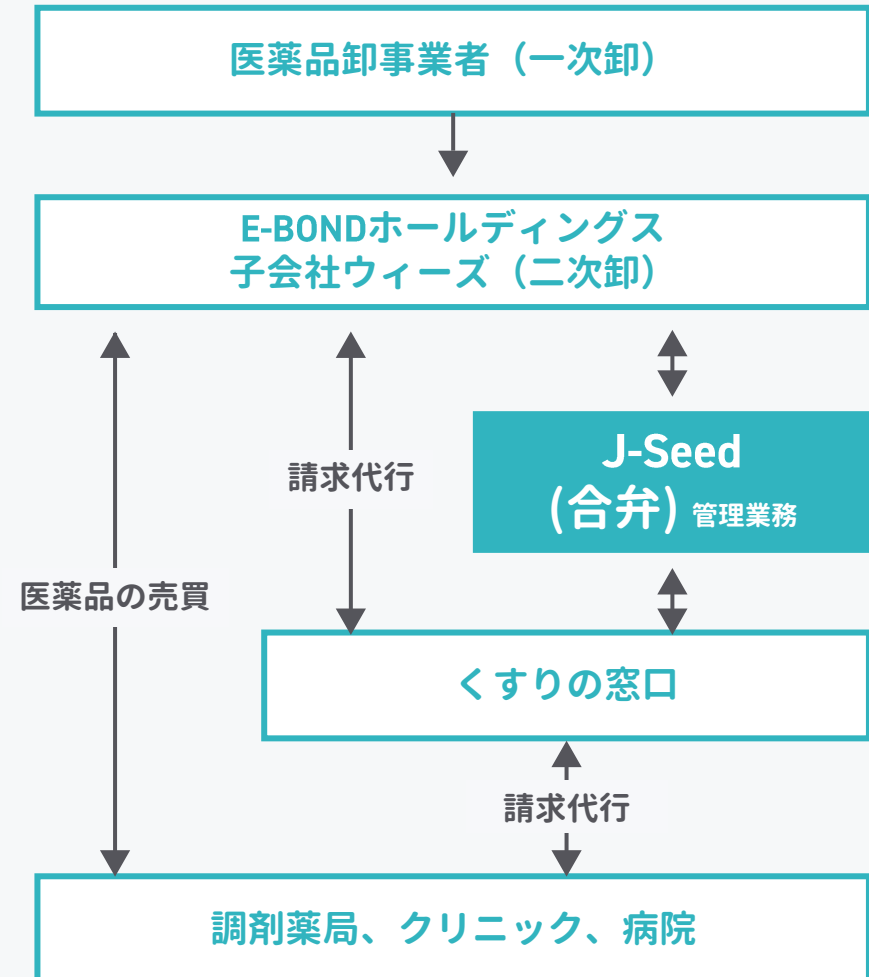 医薬品卸事業者（一次卸）
E-BONDホールディングス
子会社ウィーズ（二次卸）
請求代行
J-Seed
(合弁) 管理業務
医薬品の売買
くすりの窓口
請求代行
調剤薬局、クリニック、病院